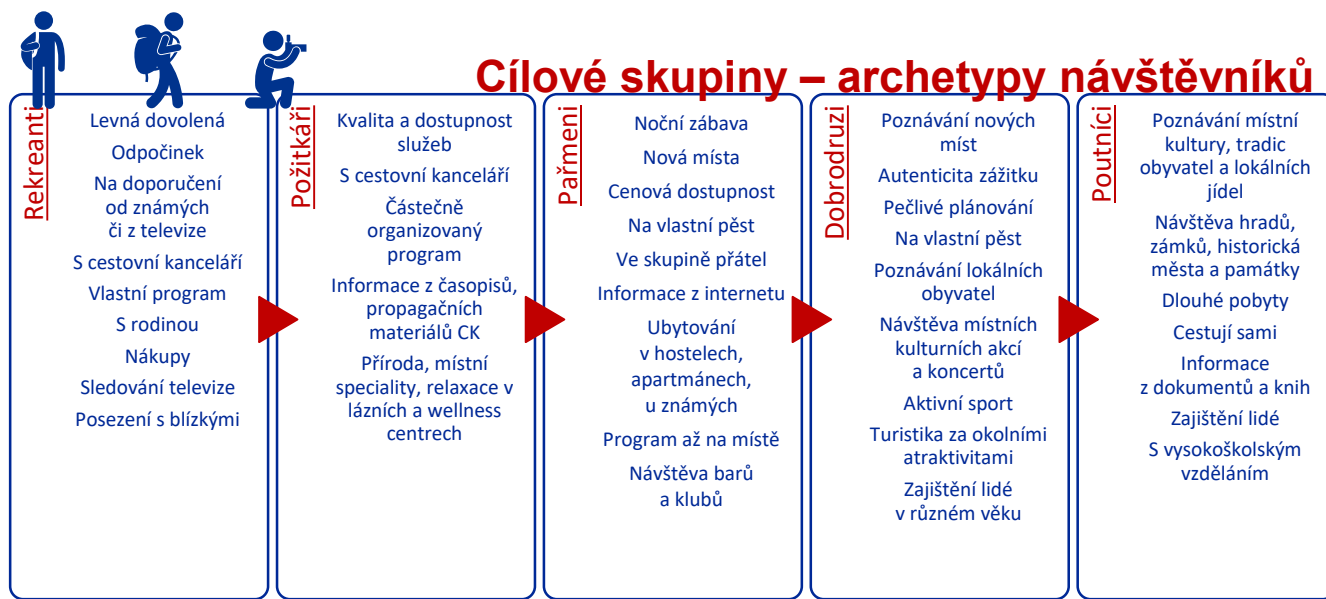 Cílové skupiny – archetypy návštěvníků
Rekreanti
Levná dovolená
Odpočinek
Na doporučení
od známých
či z televize
S cestovní kanceláří
Vlastní program
S rodinou
Nákupy
Sledování televize
Posezení s blízkými
Požitkáři
Kvalita a dostupnost
služeb
S cestovní kanceláří
Částečně
organizovaný
program
Informace z časopisů,
propagačních
materiálů CK
Příroda, místní
speciality, relaxace v
lázních a wellness
centrech
Pařmeni
Noční zábava
Nová místa
Cenová dostupnost
Na vlastní pěst
Ve skupině přátel
Informace z internetu
Ubytování
v hostelech,
apartmánech,
u známých
Program až na místě
Návštěva barů
a klubů
Dobrodruzi
Poznávání nových
míst
Autenticita zážitku
Pečlivé plánování
Na vlastní pěst
Poznávání lokálních
obyvatel
Návštěva místních
kulturních akcí
a koncertů
Aktivní sport
Turistika za okolními
atraktivitami
Zajištění lidé
v různém věku
Poutníci
Poznávání místní
kultury, tradic
obyvatel a lokálních
jídel
Návštěva hradů,
zámků, historická
města a památky
Dlouhé pobyty
Cestují sami
Informace
z dokumentů a knih
Zajištění lidé
S vysokoškolským
vzděláním